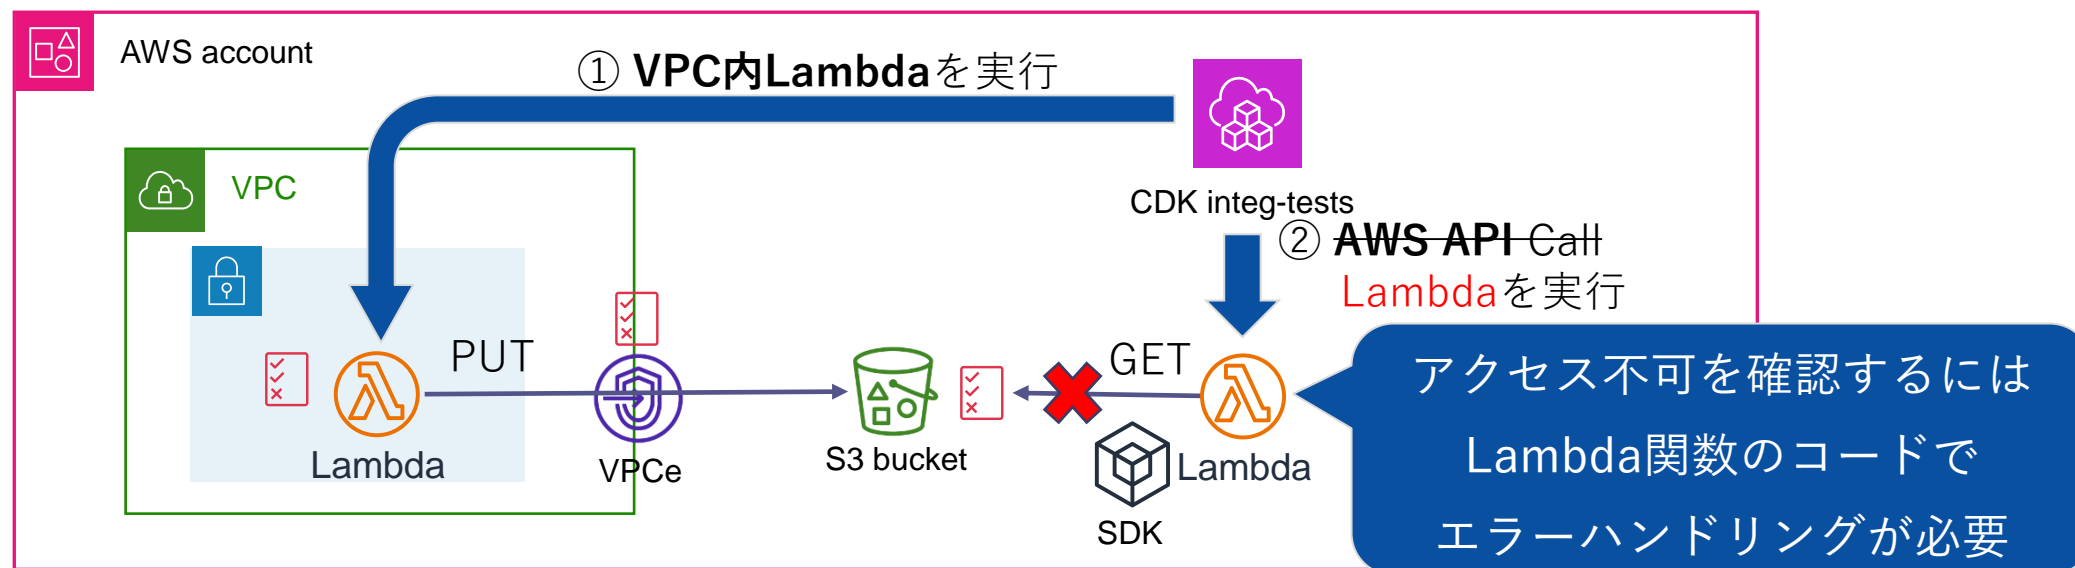 AWS account
① VPC内Lambdaを実行
VPC
CDK integ-tests
② AWS API Call
Lambdaを実行
PUT
GET
Lambda
VPCe
S3 bucket
Lambda
SDK
アクセス不可を確認するには
Lambda関数のコードで
エラーハンドリングが必要